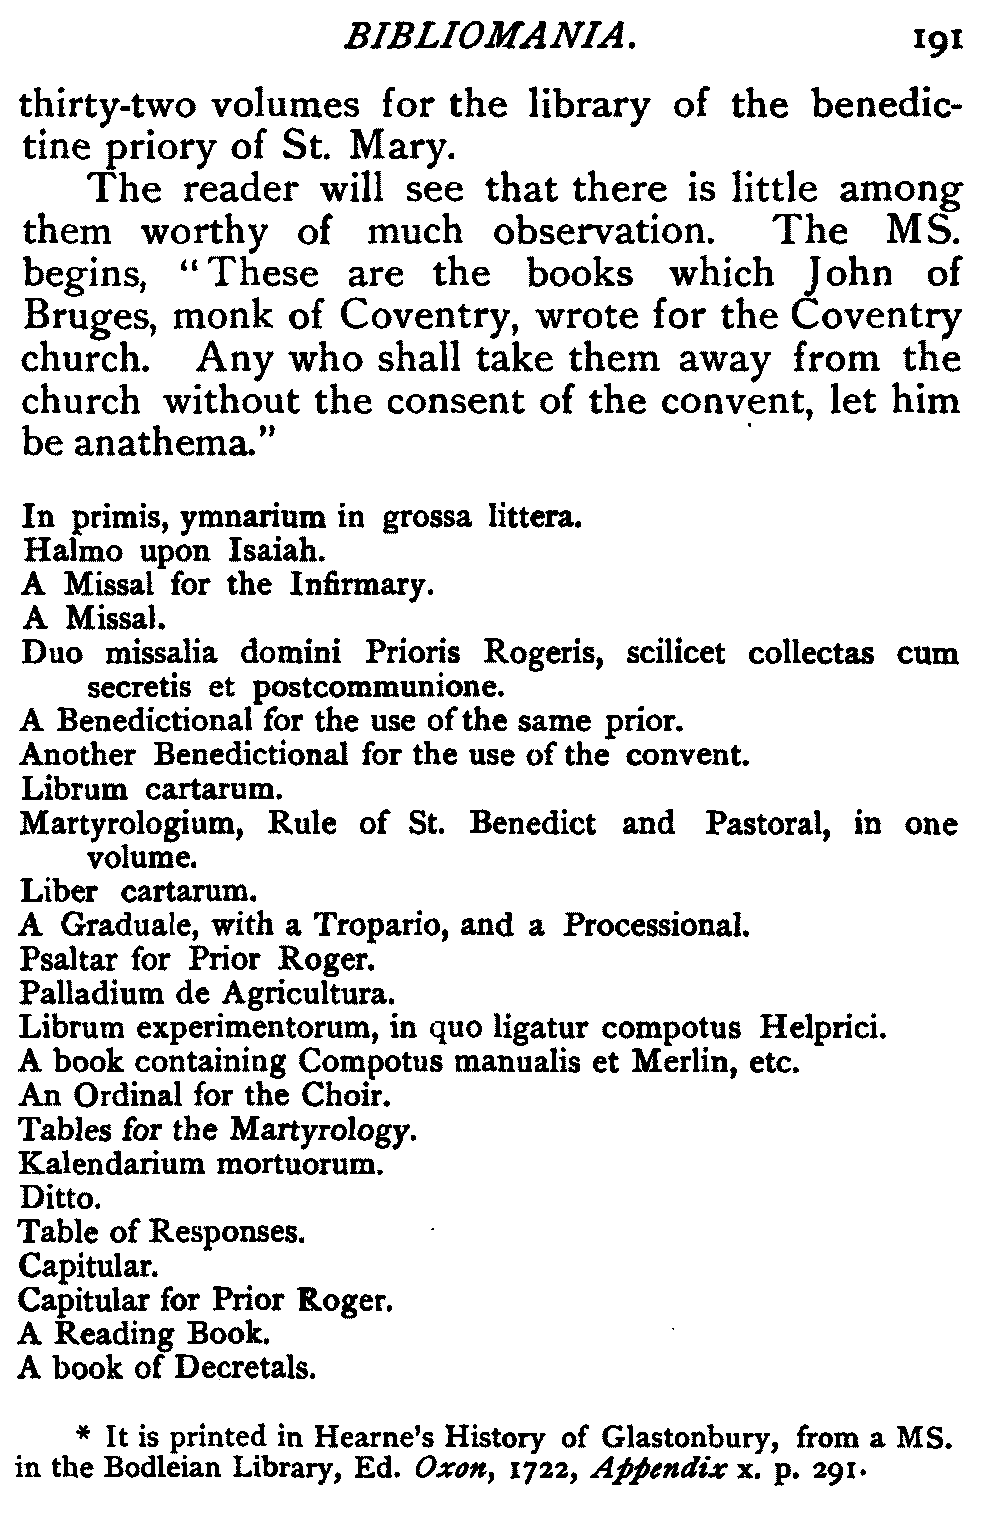 BIBLIOMANIA. 191
thirty-two volumes for the library of the benedic-
tine priory of St. Mary.
The reader will see that there is little among
them worthy of much observation. The MS.
begins, “These are the books which John of
Bruges, monk of Coventry, wrote for the Coventry
church. Any who shall take them away from the
church without the consent of the convent, let him
be anathema.”
In primis, ymnarium in grossa littera.
Halmo upon Isaiah.
A Missal for the Infirmary.
A Missal.
Duo missalia domini Prioris Rogeris, scilicet collectas cum
secretis et postcommunione.
A Benedictional for the use of the same prior.
Another Benedictional for the use of the convent.
Librum cartarum.
Martyrologium, Rule of St. Benedict and Pastoral, in one
volume.
Liber cartarum.
A Graduale, with a Tropario, and a Processional.
Psaltar for Prior Roger.
Palladium de Agricultura.
Librum experimentorum, in quo ligatur compotus Helprici.
A book containing Compotus manualis et Merlin, etc.
An Ordinal for the Choir.
Tables for the Martyrology.
Kalendarium mortuorum.
Ditto.
Table of Responses.
Capitular.
Capitular for Prior Roger.
A Reading Book.
A book of Decretals.
* It is printed in Hearne's History of Glastonbury, from a MS.
in the Bodleian Library, Ed. Oxon, 1722, Appendix x. p. 291.